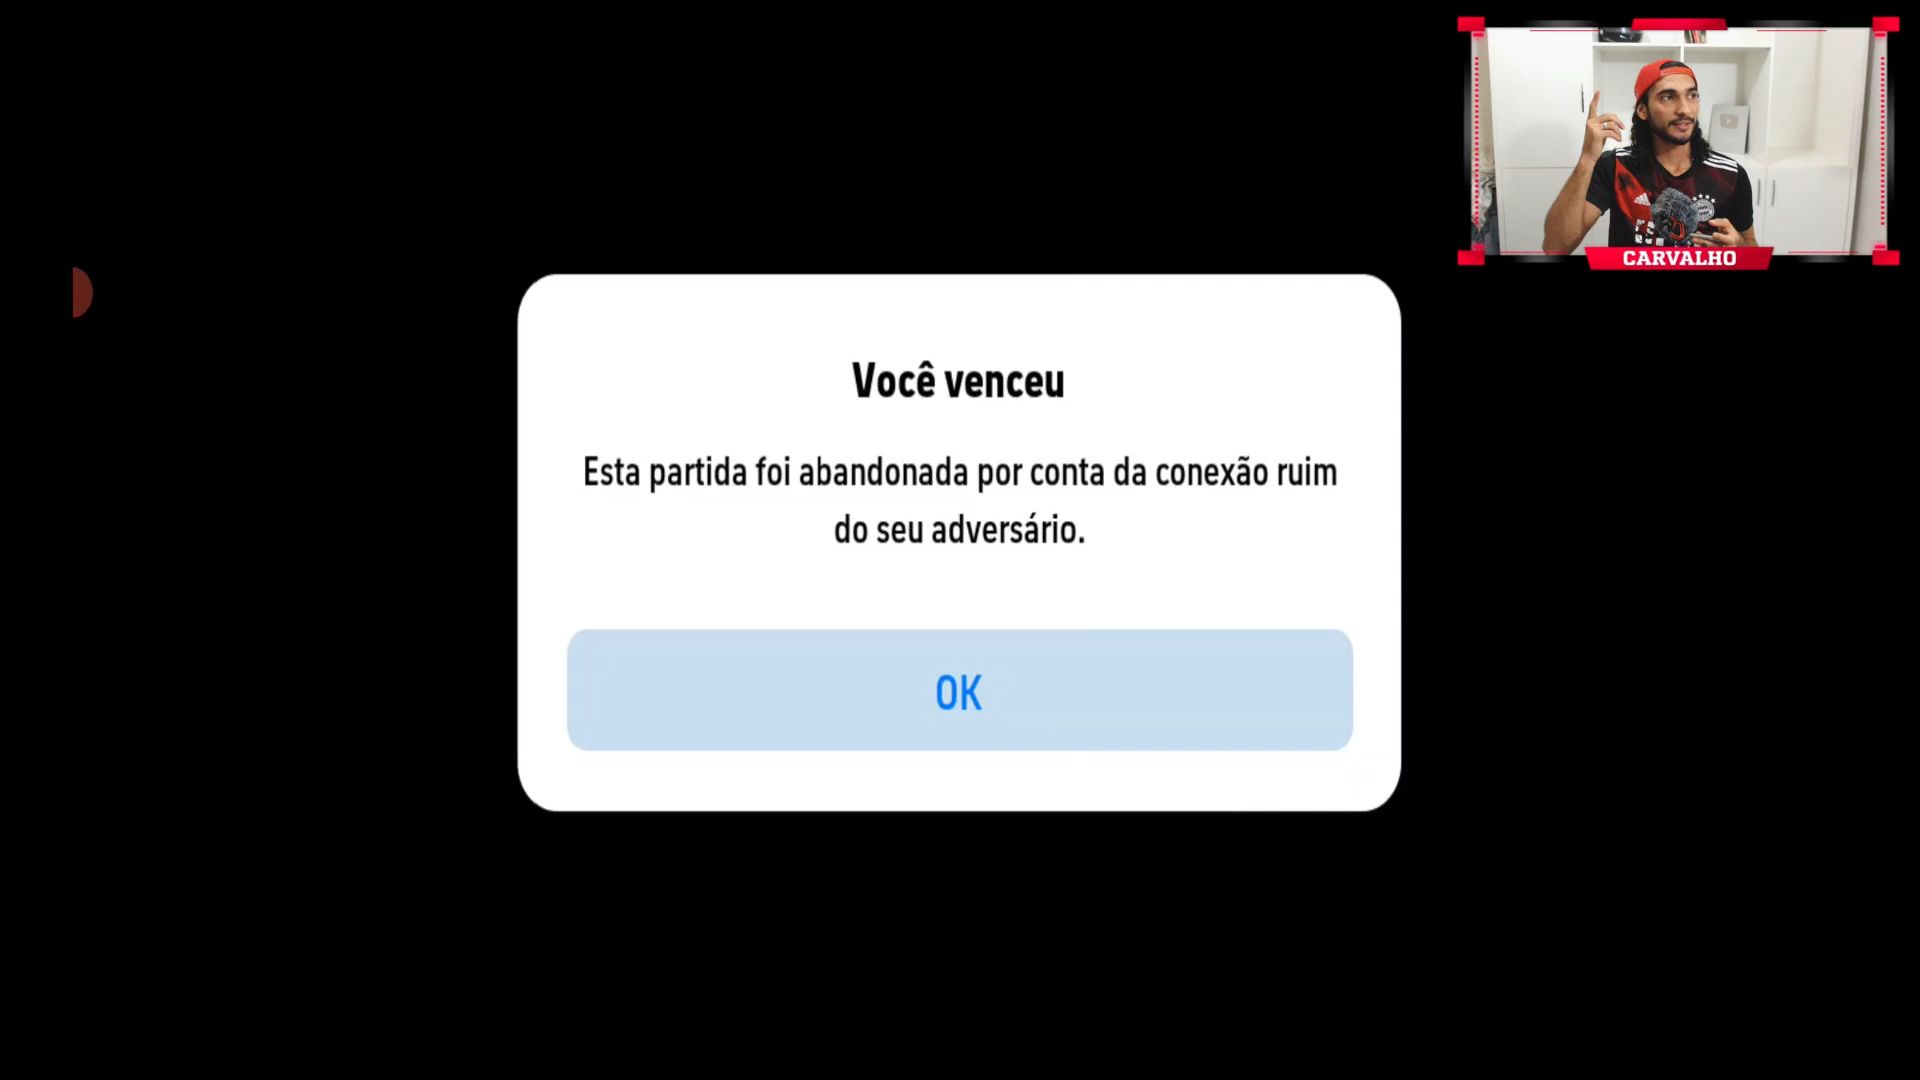 CARVALHO
Você venceu
Esta partida foi abandonada por conta da conexão ruim
do seu adversário.
OK